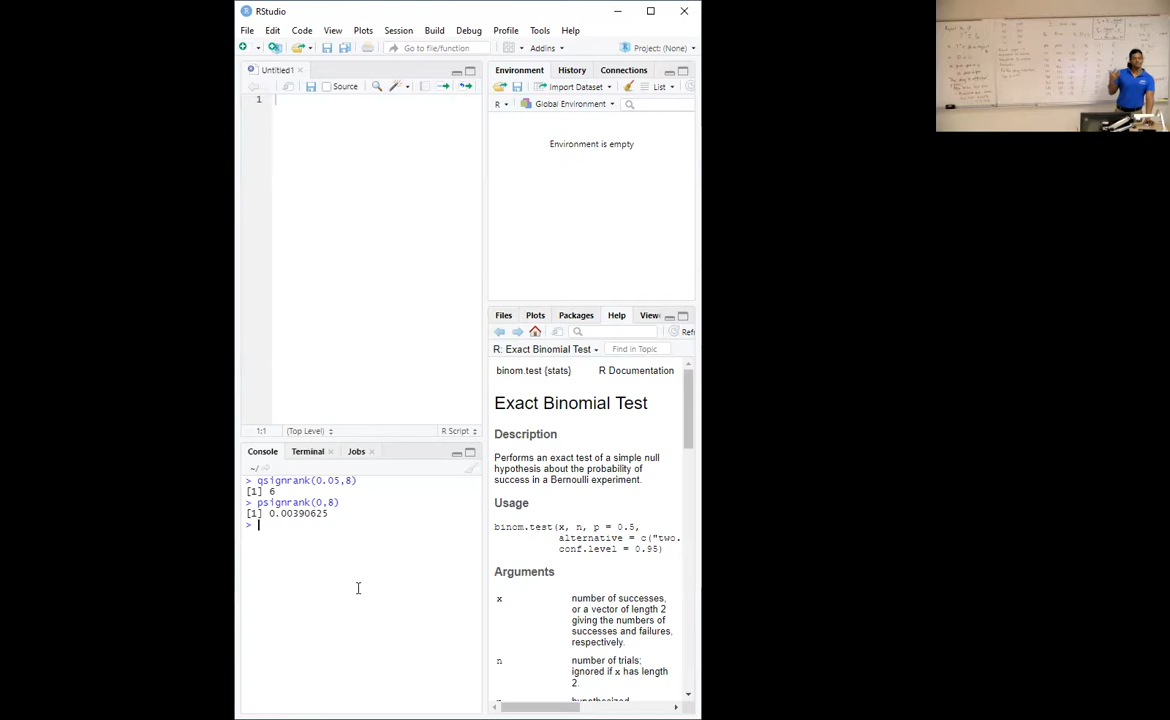 RStudio
File Edit Code View Plots Session Build Debug Profile Tools Help
Go to file/function Addins Project: (None)
Untitled1
Source
1
1:1 (Top Level) R Script
Console Terminal Jobs
~/
> qsignrank(0.05,8)
[1] 6
> psignrank(0,8)
[1] 0.00390625
>
Environment History Connections
Import Dataset List
R Global Environment
Environment is empty
Files Plots Packages Help View
Refr
R: Exact Binomial Test Find in Topic
binom.test {stats} R Documentation
Exact Binomial Test
Description
Performs an exact test of a simple null
hypothesis about the probability of
success in a Bernoulli experiment.
Usage
binom.test(x, n, p = 0.5,
alternative = c("two.
conf.level = 0.95)
Arguments
x number of successes,
or a vector of length 2
giving the numbers of
successes and failures,
respectively.
n number of trials;
ignored if x has length
2.
hypothesized